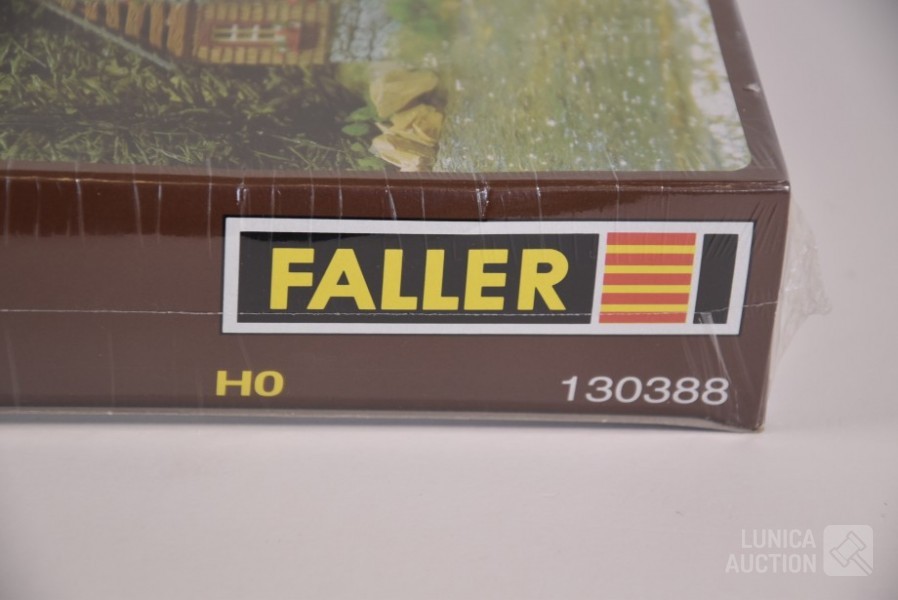 FALLER
H0 130388
LUNICA
AUCTION